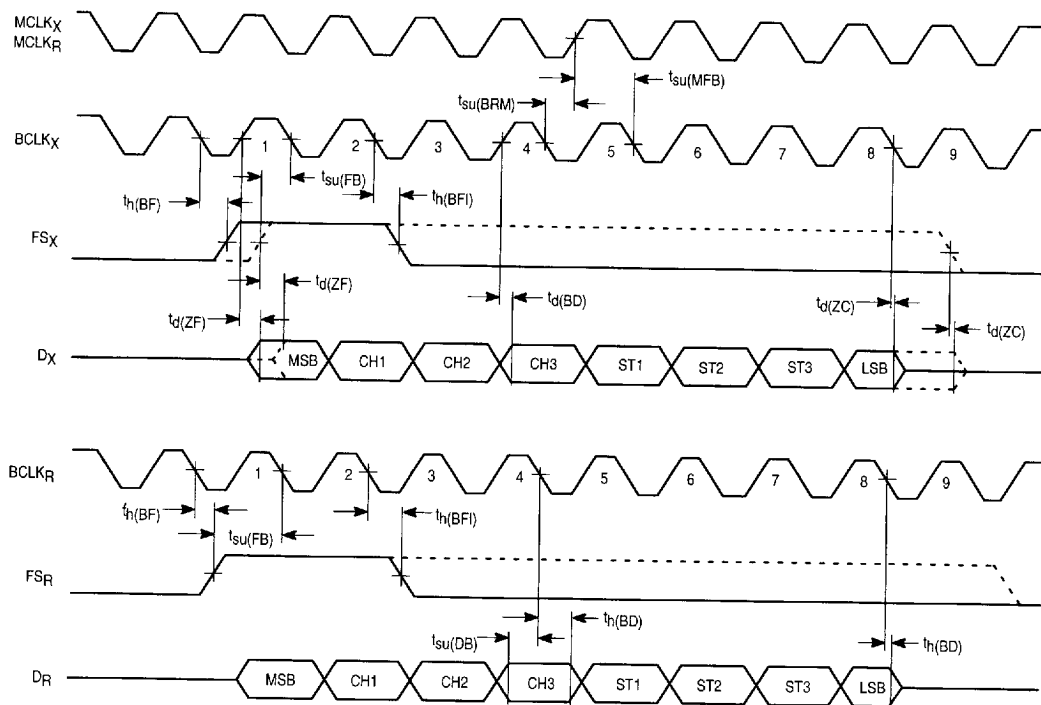 MCLKX
MCLKR
tsu(MFB)
tsu(BRM)
BCLKX
1 2 3 4 5 6 7 8 9
tsu(FB)
th(BF)
th(BFI)
FSX
td(ZF)
td(BD)
td(ZF)
td(ZC)
td(ZC)
DX
MSB CH1 CH2 CH3 ST1 ST2 ST3 LSB
BCLKR
1 2 3 4 5 6 7 8 9
th(BF)
th(BFI)
tsu(FB)
FSR
th(BD)
tsu(DB)
th(BD)
DR
MSB CH1 CH2 CH3 ST1 ST2 ST3 LSB